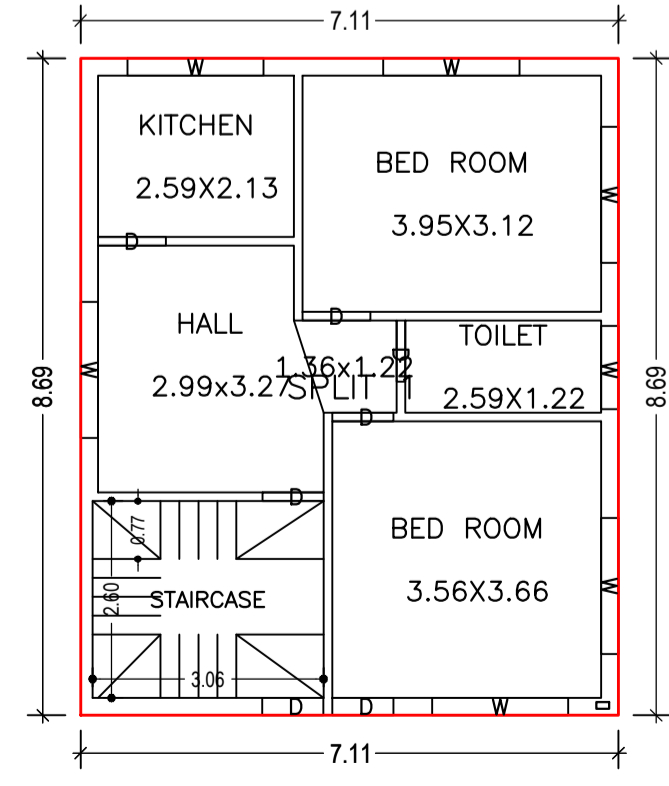 7.11
W
W
KITCHEN
2.59X2.13
BED ROOM
3.95X3.12
W
D
D
HALL
2.99x3.27
1.36x1.22
SPLIT 1
D
TOILET
2.59X1.22
W
W
8.69
8.69
D
D
0.77
2.60
STAIRCASE
3.06
BED ROOM
3.56X3.66
W
D
D
W
7.11